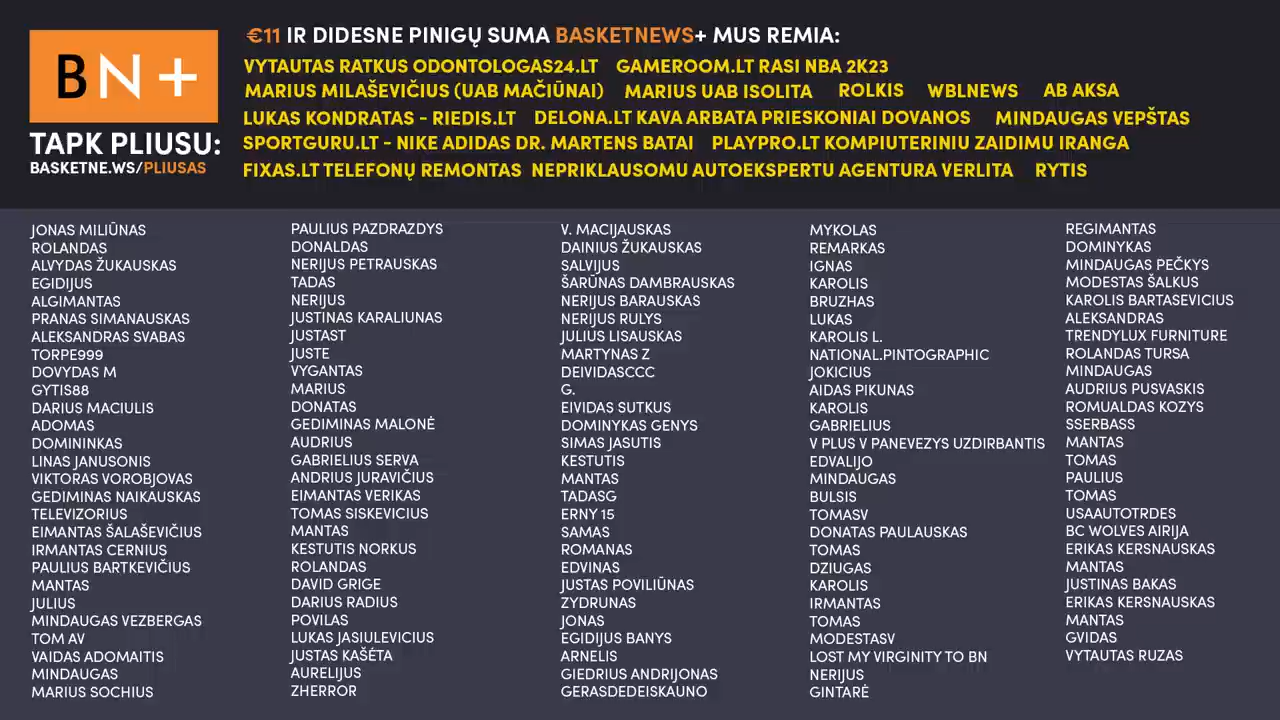 BN+
TAPK PLIUSU:
BASKETNE.WS/PLIUSAS
€11 IR DIDESNE PINIGŲ SUMA BASKETNEWS+ MUS REMIA:
VYTAUTAS RATKUS ODONTOLOGAS24.LT GAMEROOM.LT RASI NBA 2K23
MARIUS MILAŠEVIČIUS (UAB MAČIŪNAI) MARIUS UAB ISOLITA ROLKIS WBLNEWS AB AKSA
LUKAS KONDRATAS - RIEDIS.LT DELONA.LT KAVA ARBATA PRIESKONIAI DOVANOS MINDAUGAS VEPŠTAS
SPORTGURU.LT - NIKE ADIDAS DR. MARTENS BATAI PLAYPRO.LT KOMPIUTERINIU ZAIDIMU IRANGA
FIXAS.LT TELEFONŲ REMONTAS NEPRIKLAUSOMU AUTOEKSPERTU AGENTURA VERLITA RYTIS
JONAS MILIŪNAS
ROLANDAS
ALVYDAS ŽUKAUSKAS
EGIDIJUS
ALGIMANTAS
PRANAS SIMANAUSKAS
ALEKSANDRAS SVABAS
TORPE999
DOVYDAS M
GYTIS88
DARIUS MACIULIS
ADOMAS
DOMININKAS
LINAS JANUSONIS
VIKTORAS VOROBJOVAS
GEDIMINAS NAIKAUSKAS
TELEVIZORIUS
EIMANTAS ŠALAŠEVIČIUS
IRMANTAS CERNIUS
PAULIUS BARTKEVIČIUS
MANTAS
JULIUS
MINDAUGAS VEZBERGAS
TOM AV
VAIDAS ADOMAITIS
MINDAUGAS
MARIUS SOCHIUS
PAULIUS PAZDRAZDYS
DONALDAS
NERIJUS PETRAUSKAS
TADAS
NERIJUS
JUSTINAS KARALIUNAS
JUSTAST
JUSTE
VYGANTAS
MARIUS
DONATAS
GEDIMINAS MALONĖ
AUDRIUS
GABRIELIUS SERVA
ANDRIUS JURAVIČIUS
EIMANTAS VERIKAS
TOMAS SISKEVICIUS
MANTAS
KESTUTIS NORKUS
ROLANDAS
DAVID GRIGE
DARIUS RADIUS
POVILAS
LUKAS JASIULEVICIUS
JUSTAS KAŠĖTA
AURELIJUS
ZHERROR
V. MACIJAUSKAS
DAINIUS ŽUKAUSKAS
SALVIJUS
ŠARŪNAS DAMBRAUSKAS
NERIJUS BARAUSKAS
NERIJUS RULYS
JULIUS LISAUSKAS
MARTYNAS Z
DEIVIDASCCC
G.
EIVIDAS SUTKUS
DOMINYKAS GENYS
SIMAS JASUTIS
KESTUTIS
MANTAS
TADASG
ERNY 15
SAMAS
ROMANAS
EDVINAS
JUSTAS POVILIŪNAS
ZYDRUNAS
JONAS
EGIDIJUS BANYS
ARNELIS
GIEDRIUS ANDRIJONAS
GERASDEDEISKAUNO
MYKOLAS
REMARKAS
IGNAS
KAROLIS
BRUZHAS
LUKAS
KAROLIS L.
NATIONAL.PINTOGRAPHIC
JOKICIUS
AIDAS PIKUNAS
KAROLIS
GABRIELIUS
V PLUS V PANEVEZYS UZDIRBANTIS
EDVALIJO
MINDAUGAS
BULSIS
TOMASV
DONATAS PAULAUSKAS
TOMAS
DZIUGAS
KAROLIS
IRMANTAS
TOMAS
MODESTASV
LOST MY VIRGINITY TO BN
NERIJUS
GINTARĖ
REGIMANTAS
DOMINYKAS
MINDAUGAS PEČKYS
MODESTAS ŠALKUS
KAROLIS BARTASEVICIUS
ALEKSANDRAS
TRENDYLUX FURNITURE
ROLANDAS TURSA
MINDAUGAS
AUDRIUS PUSVASKIS
ROMUALDAS KOZYS
SSERBASS
MANTAS
TOMAS
PAULIUS
TOMAS
USAAUTOTRDES
BC WOLVES AIRIJA
ERIKAS KERSNAUSKAS
MANTAS
JUSTINAS BAKAS
ERIKAS KERSNAUSKAS
MANTAS
GVIDAS
VYTAUTAS RUZAS